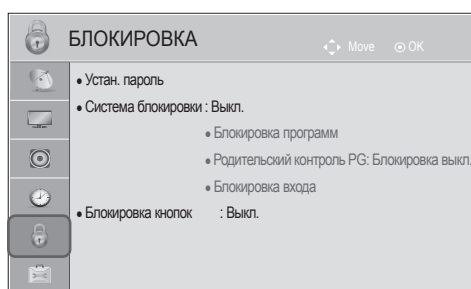 БЛОКИРОВКА
Move OK
• Устан. пароль
• Система блокировки : Выкл.
• Блокировка программ
• Родительский контроль PG: Блокировка выкл.
• Блокировка входа
• Блокировка кнопок : Выкл.